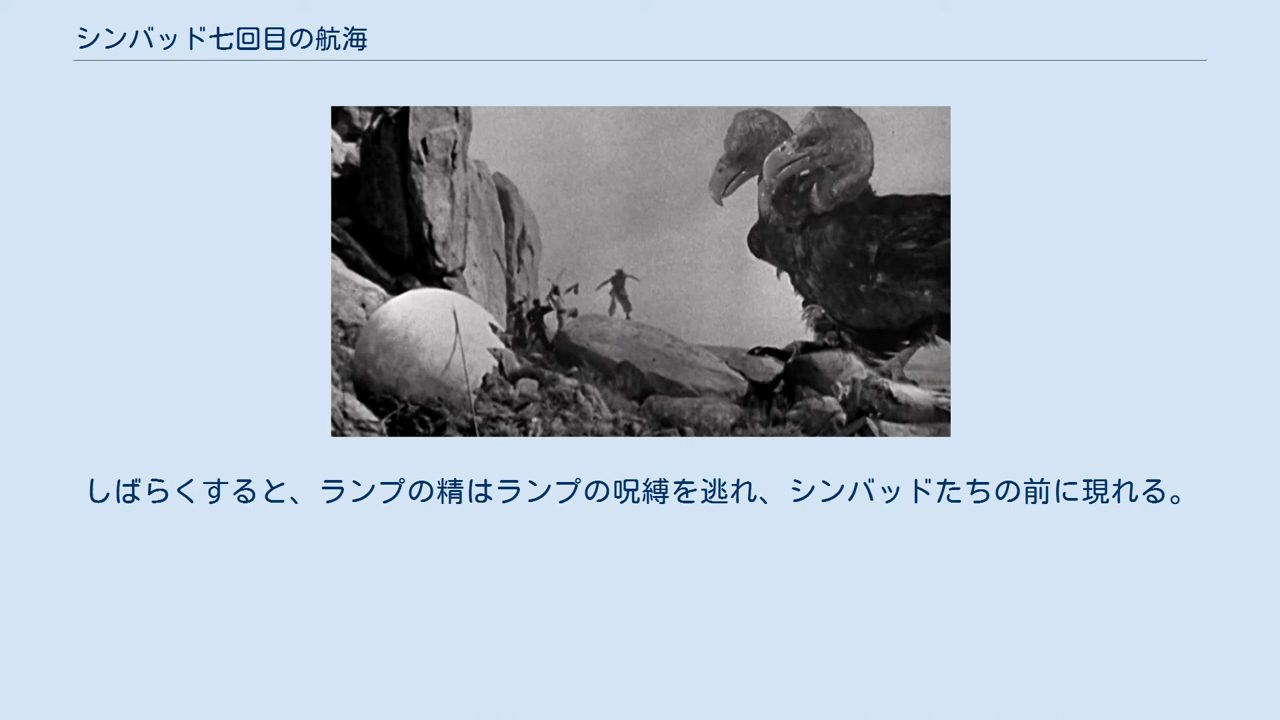 シンバッド七回目の航海
しばらくすると、ランプの精はランプの呪縛を逃れ、シンバッドたちの前に現れる。